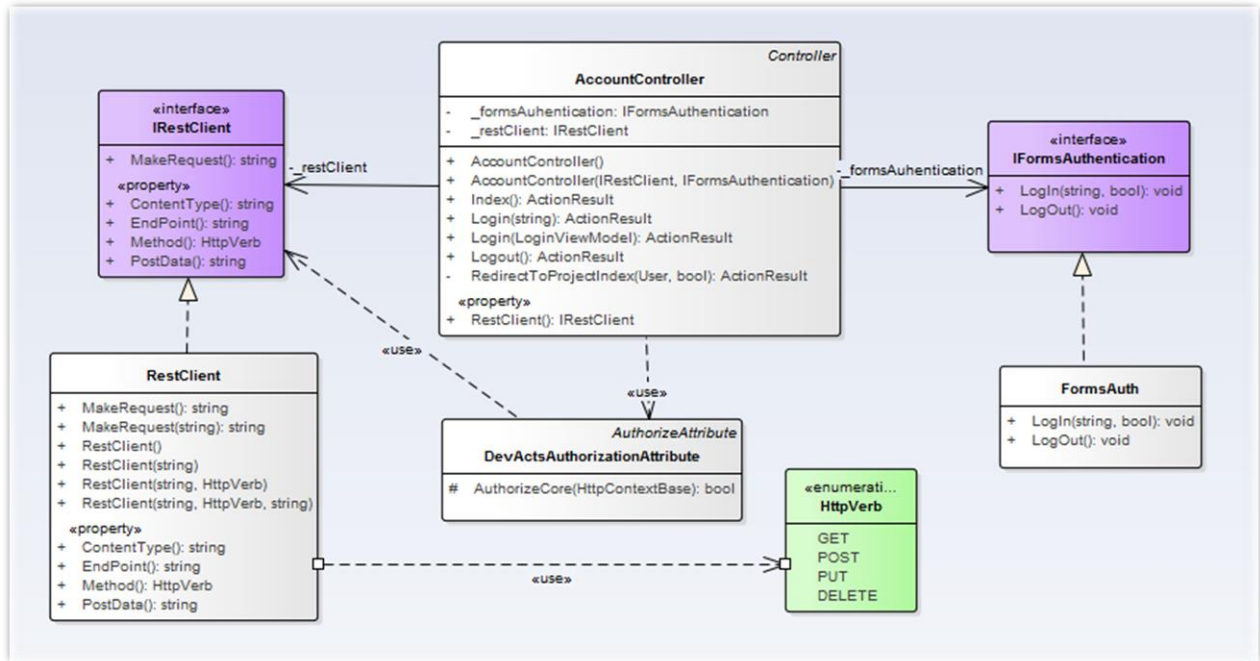 «interface»
IRestClient
+ MakeRequest(): string
«property»
+ ContentType(): string
+ EndPoint(): string
+ Method(): HttpVerb
+ PostData(): string
-_restClient
Controller
AccountController
- _formsAuhentication: IFormsAuthentication
- _restClient: IRestClient
+ AccountController()
+ AccountController(IRestClient, IFormsAuthentication)
+ Index(): ActionResult
+ Login(string): ActionResult
+ Login(LoginViewModel): ActionResult
+ Logout(): ActionResult
- RedirectToProjectIndex(User, bool): ActionResult
«property»
+ RestClient(): IRestClient
-_formsAuhentication
«interface»
IFormsAuthentication
+ LogIn(string, bool): void
+ LogOut(): void
«use»
«use»
RestClient
+ MakeRequest(): string
+ MakeRequest(string): string
+ RestClient()
+ RestClient(string)
+ RestClient(string, HttpVerb)
+ RestClient(string, HttpVerb, string)
«property»
+ ContentType(): string
+ EndPoint(): string
+ Method(): HttpVerb
+ PostData(): string
AuthorizeAttribute
DevActsAuthorizationAttribute
# AuthorizeCore(HttpContextBase): bool
FormsAuth
+ LogIn(string, bool): void
+ LogOut(): void
«use»
«enumerati...
HttpVerb
GET
POST
PUT
DELETE